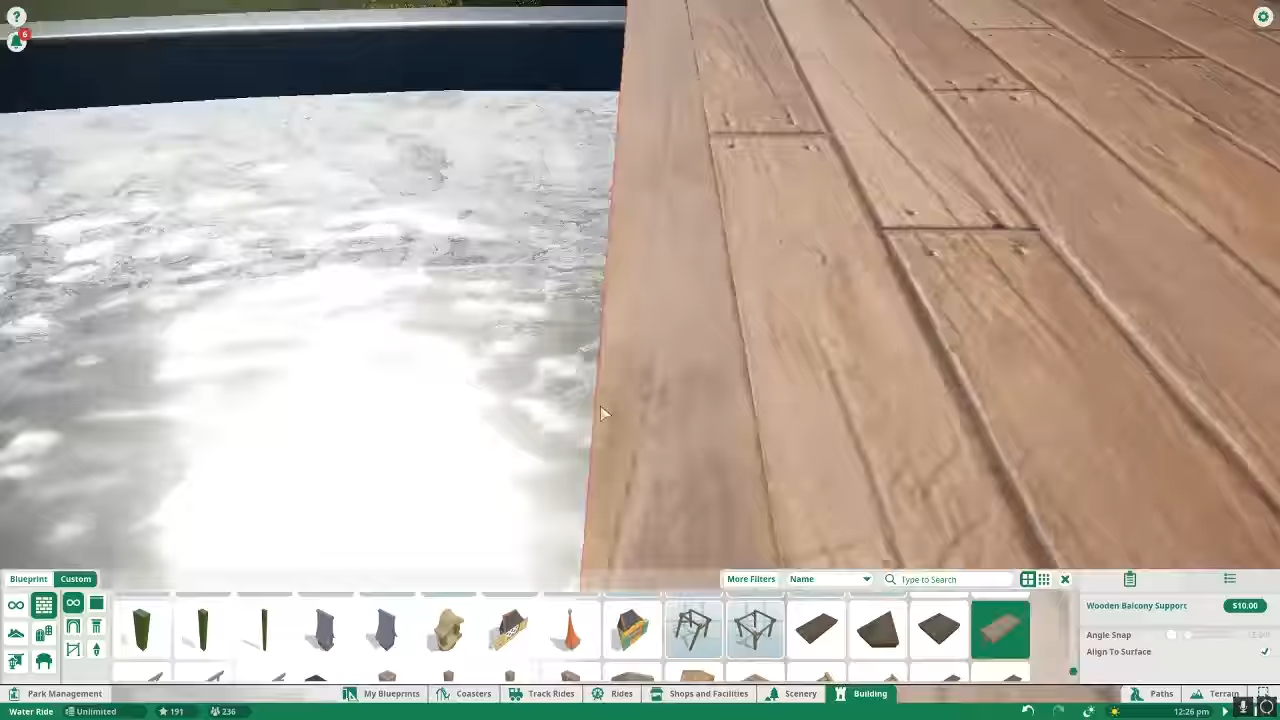 ?
6
Blueprint
Custom
More Filters
Name
Type to Search
Wooden Balcony Support
$10.00
Angle Snap
Align To Surface
Park Management
My Blueprints
Coasters
Track Rides
Rides
Shops and Facilities
Scenery
Building
Paths
Terrain
Water Ride
Unlimited
191
236
12:26 pm